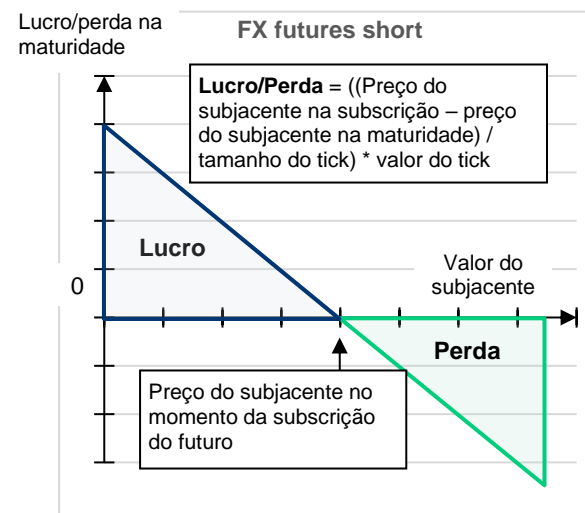 Lucro/perda na
maturidade
FX futures short
Lucro/Perda = ((Preço do
subjacente na subscrição – preço
do subjacente na maturidade) /
tamanho do tick) * valor do tick
Lucro
0
Valor do
subjacente
Perda
Preço do subjacente no
momento da subscrição
do futuro